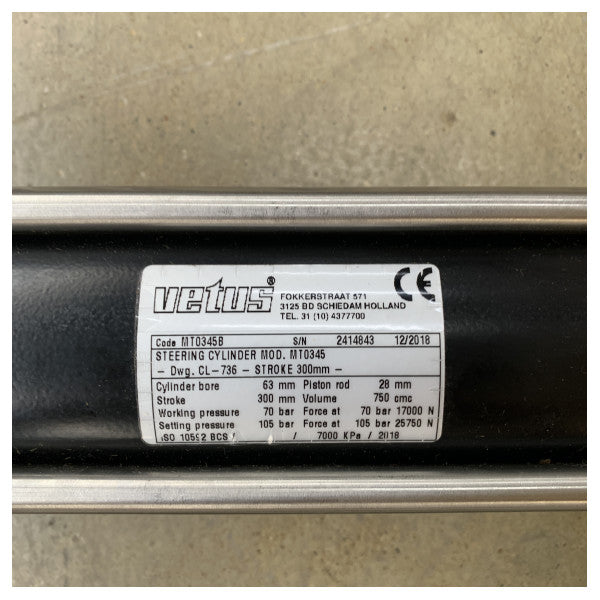 vetus®
FOKKERSTRAAT 571
3125 BD SCHIEDAM HOLLAND
TEL. 31 (10) 4377700
CE
Code MT0345B S/N 2414843 12/2018
STEERING CYLINDER MOD. MT0345
- Dwg. CL-736 - STROKE 300mm -
Cylinder bore 63 mm Piston rod 28 mm
Stroke 300 mm Volume 750 cmc
Working pressure 70 bar Force at 70 bar 17000 N
Setting pressure 105 bar Force at 105 bar 25750 N
ISO 10592 BCS / / 7000 KPa / 2018